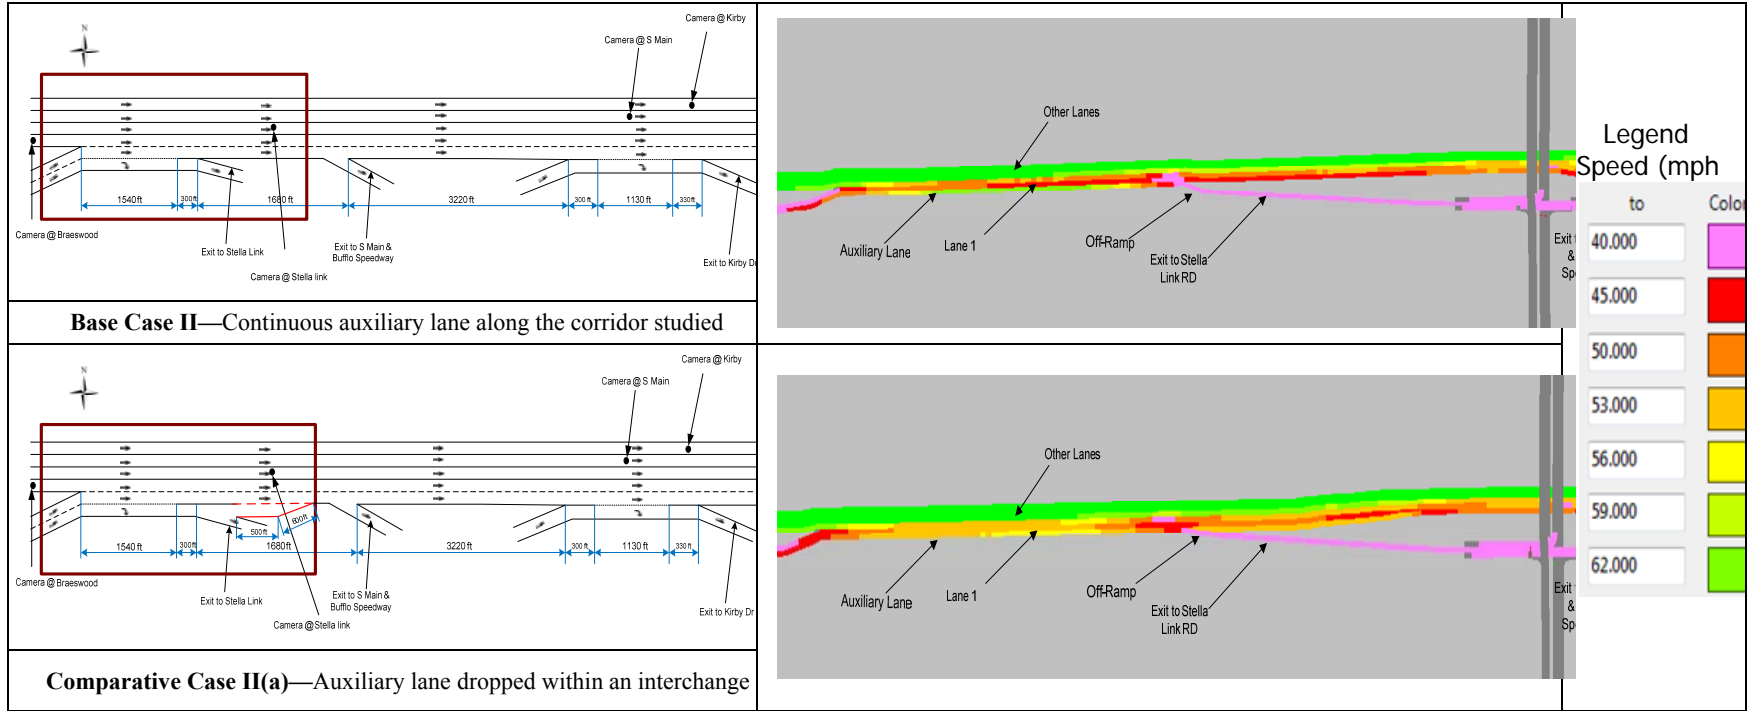 N
Camera @ Kirby
Camera @ S Main
1540 ft
300 ft
1680 ft
3220 ft
300 ft
1130 ft
330 ft
Camera @ Braeswood
Exit to Stella Link
Camera @ Stella link
Exit to S Main &
Bufflo Speedway
Exit to Kirby Dr
Other Lanes
Auxiliary Lane
Lane 1
Off-Ramp
Exit to Stella
Link RD
Exit
&
Sp
Legend
Speed (mph
to
Color
40.000
45.000
50.000
53.000
56.000
59.000
62.000
Base Case II—Continuous auxiliary lane along the corridor studied
N
Camera @ Kirby
Camera @ S Main
600 ft
500 ft
1540 ft
300 ft
1680 ft
3220 ft
300 ft
1130 ft
330 ft
Camera @ Braeswood
Exit to Stella Link
Camera @ Stella link
Exit to S Main &
Bufflo Speedway
Exit to Kirby Dr
Other Lanes
Auxiliary Lane
Lane 1
Off-Ramp
Exit to Stella
Link RD
Exit
&
Sp
Comparative Case II(a)—Auxiliary lane dropped within an interchange